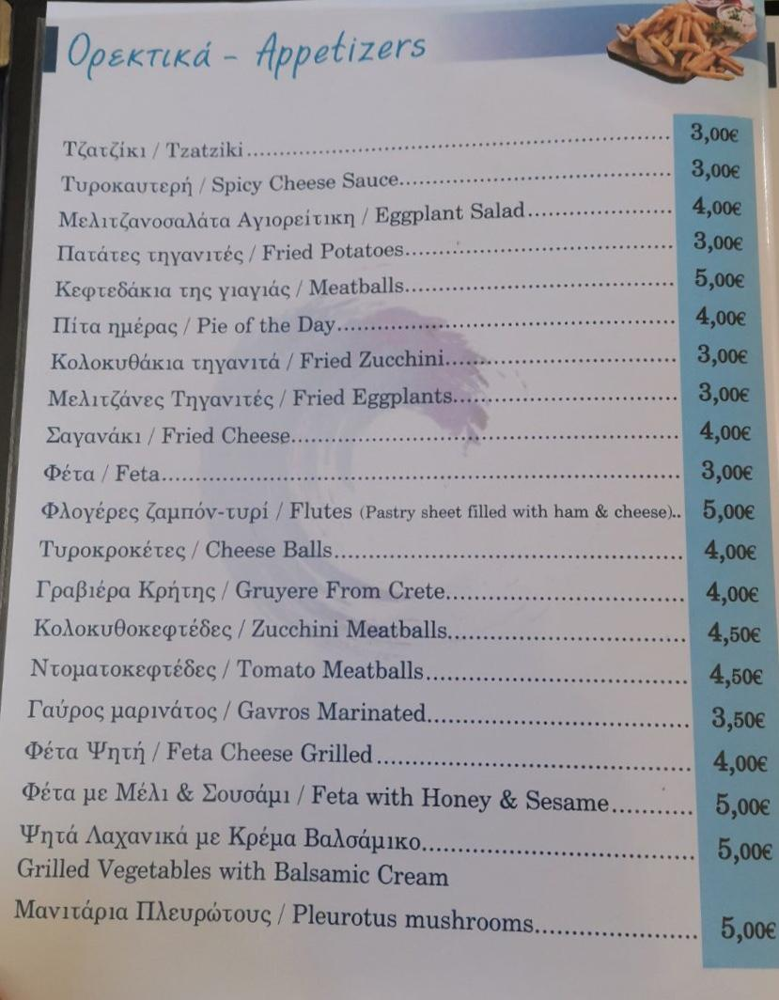 Ορεκτικά - Appetizers
Τζατζίκι / Tzatziki 3,00€
Τυροκαυτερή / Spicy Cheese Sauce 3,00€
Μελιτζανοσαλάτα Αγιορείτικη / Eggplant Salad 4,00€
Πατάτες τηγανιτές / Fried Potatoes 3,00€
Κεφτεδάκια της γιαγιάς / Meatballs 5,00€
Πίτα ημέρας / Pie of the Day 4,00€
Κολοκυθάκια τηγανιτά / Fried Zucchini 3,00€
Μελιτζάνες Τηγανιτές / Fried Eggplants 3,00€
Σαγανάκι / Fried Cheese 4,00€
Φέτα / Feta 3,00€
Φλογέρες ζαμπόν-τυρί / Flutes (Pastry sheet filled with ham & cheese) 5,00€
Τυροκροκέτες / Cheese Balls 4,00€
Γραβιέρα Κρήτης / Gruyere From Crete 4,00€
Κολοκυθοκεφτέδες / Zucchini Meatballs 4,50€
Ντοματοκεφτέδες / Tomato Meatballs 4,50€
Γαύρος μαρινάτος / Gavros Marinated 3,50€
Φέτα Ψητή / Feta Cheese Grilled 4,00€
Φέτα με Μέλι & Σουσάμι / Feta with Honey & Sesame 5,00€
Ψητά Λαχανικά με Κρέμα Βαλσάμικο 5,00€
Grilled Vegetables with Balsamic Cream
Μανιτάρια Πλευρώτους / Pleurotus mushrooms 5,00€